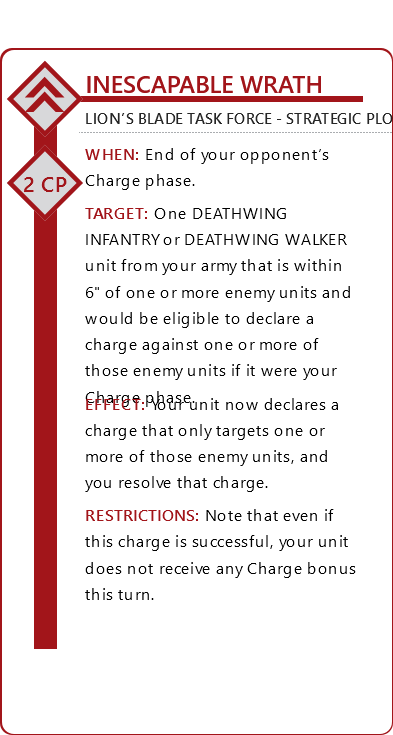 INESCAPABLE WRATH
LION’S BLADE TASK FORCE - STRATEGIC PLO
WHEN: End of your opponent’s
Charge phase.
2 CP
TARGET: One DEATHWING
INFANTRY or DEATHWING WALKER
unit from your army that is within
6" of one or more enemy units and
would be eligible to declare a
charge against one or more of
those enemy units if it were your
Charge phase.
EFFECT: Your unit now declares a
charge that only targets one or
more of those enemy units, and
you resolve that charge.
RESTRICTIONS: Note that even if
this charge is successful, your unit
does not receive any Charge bonus
this turn.